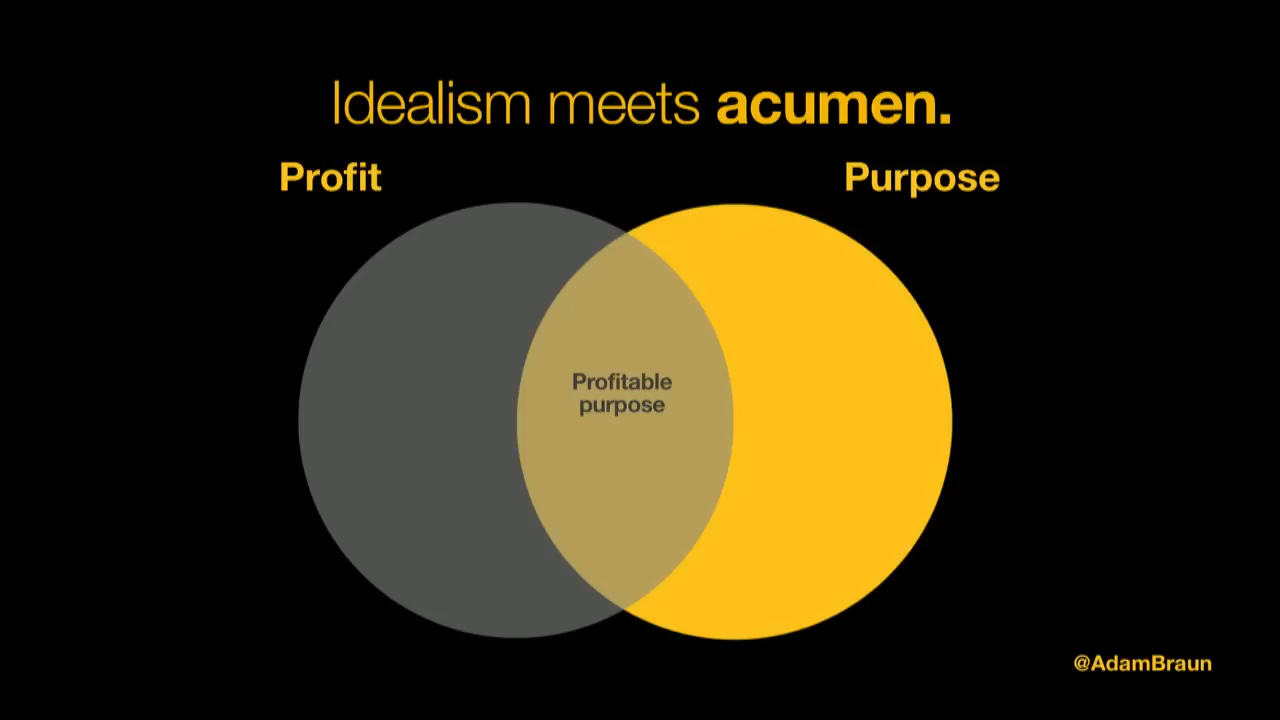 Idealism meets acumen.
Profit
Purpose
Profitable
purpose
@AdamBraun